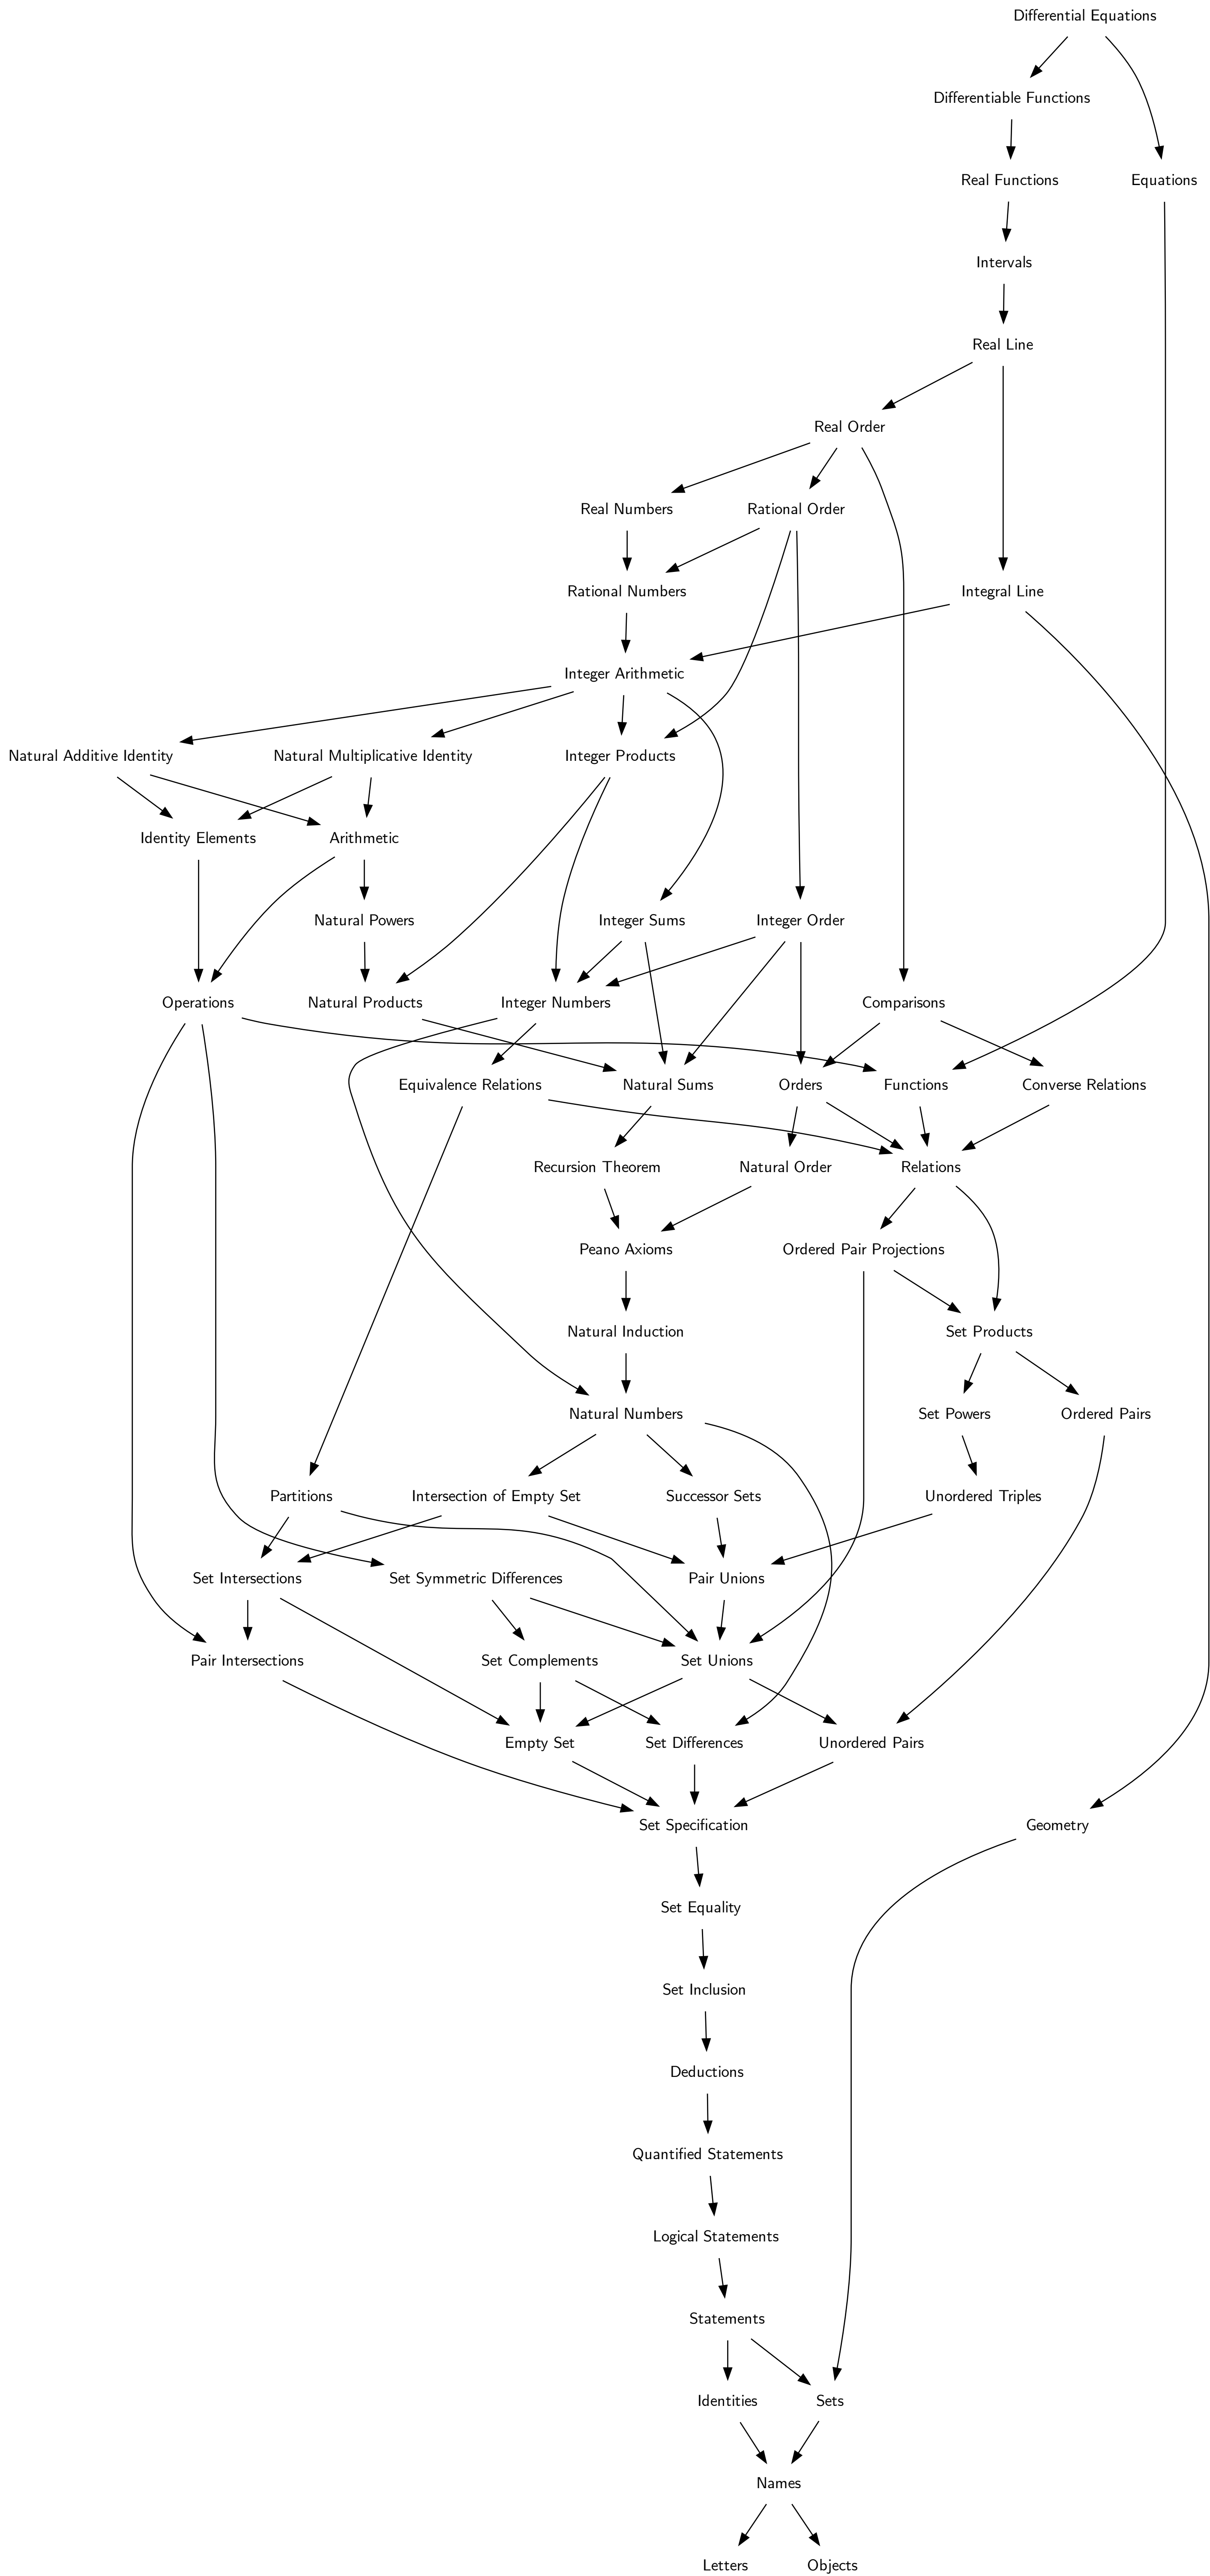 Differential Equations
Differentiable Functions
Real Functions
Equations
Intervals
Real Line
Real Order
Real Numbers
Rational Order
Rational Numbers
Integral Line
Integer Arithmetic
Natural Additive Identity
Natural Multiplicative Identity
Integer Products
Identity Elements
Arithmetic
Natural Powers
Integer Sums
Integer Order
Operations
Natural Products
Integer Numbers
Comparisons
Equivalence Relations
Natural Sums
Orders
Functions
Converse Relations
Recursion Theorem
Natural Order
Relations
Peano Axioms
Ordered Pair Projections
Natural Induction
Set Products
Natural Numbers
Set Powers
Ordered Pairs
Partitions
Intersection of Empty Set
Successor Sets
Unordered Triples
Set Intersections
Set Symmetric Differences
Pair Unions
Pair Intersections
Set Complements
Set Unions
Empty Set
Set Differences
Unordered Pairs
Set Specification
Geometry
Set Equality
Set Inclusion
Deductions
Quantified Statements
Logical Statements
Statements
Identities
Sets
Names
Letters
Objects